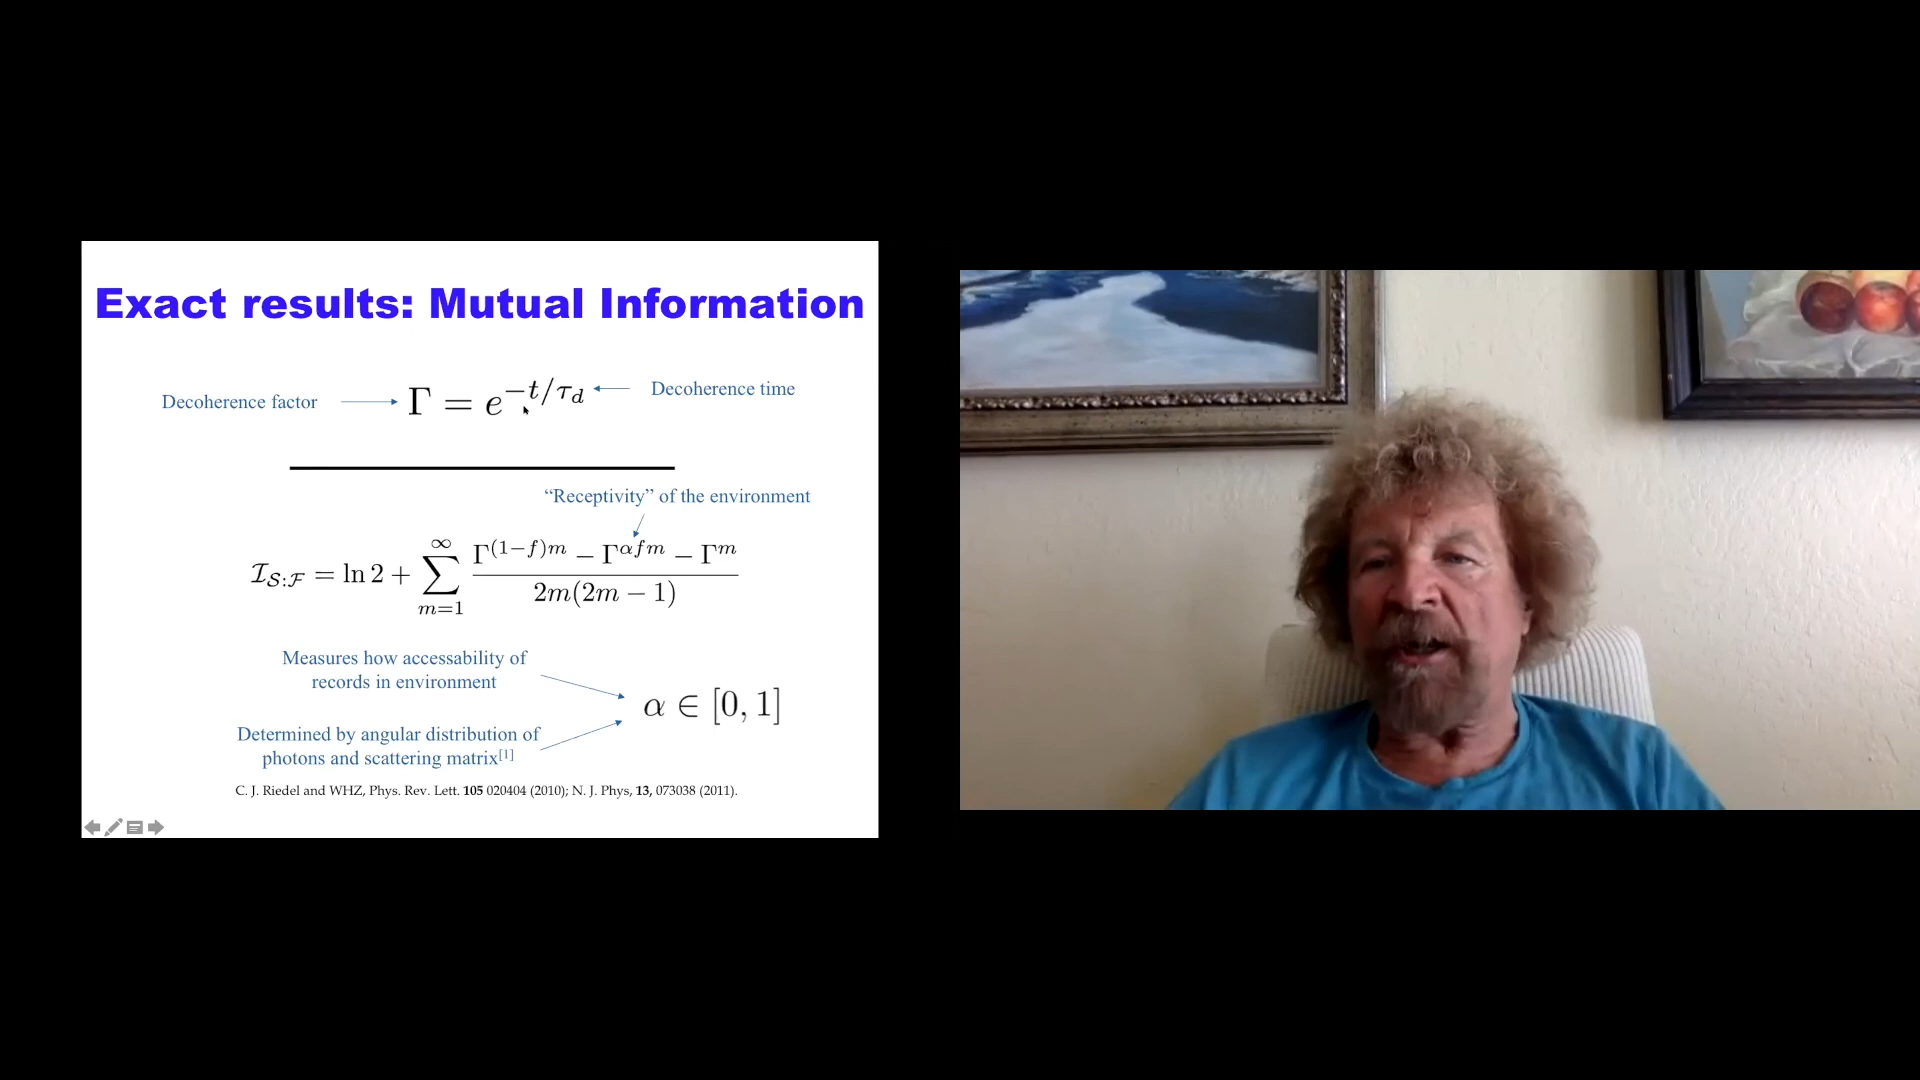 Exact results: Mutual Information
Decoherence factor
Γ = e^{−t/τ_d}
Decoherence time
“Receptivity” of the environment
𝓘_{𝒮:𝓕} = ln 2 + ∑_{m=1}^{∞} (Γ^{(1−f)m} − Γ^{αfm} − Γ^m) / (2m(2m − 1))
Measures how accessability of
records in environment
α ∈ [0, 1]
Determined by angular distribution of
photons and scattering matrix[1]
C. J. Riedel and WHZ, Phys. Rev. Lett. 105 020404 (2010); N. J. Phys, 13, 073038 (2011).